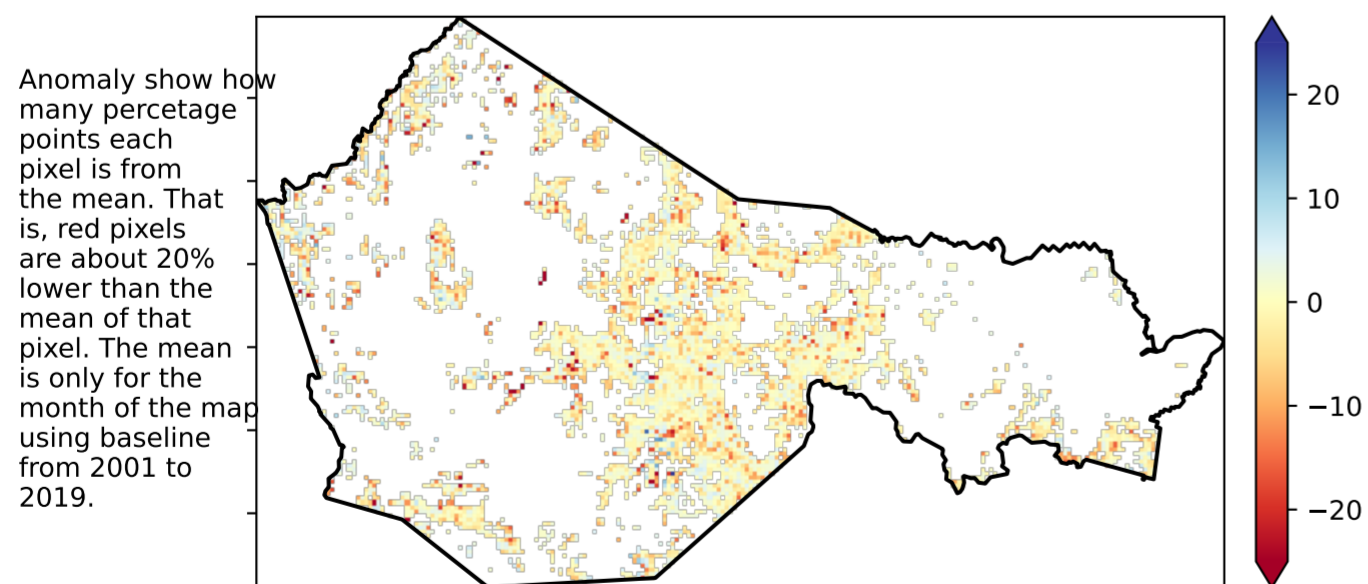 Anomaly show how
many percetage
points each
pixel is from
the mean. That
is, red pixels
are about 20%
lower than the
mean of that
pixel. The mean
is only for the
month of the map
using baseline
from 2001 to
2019.
20
10
0
−10
−20